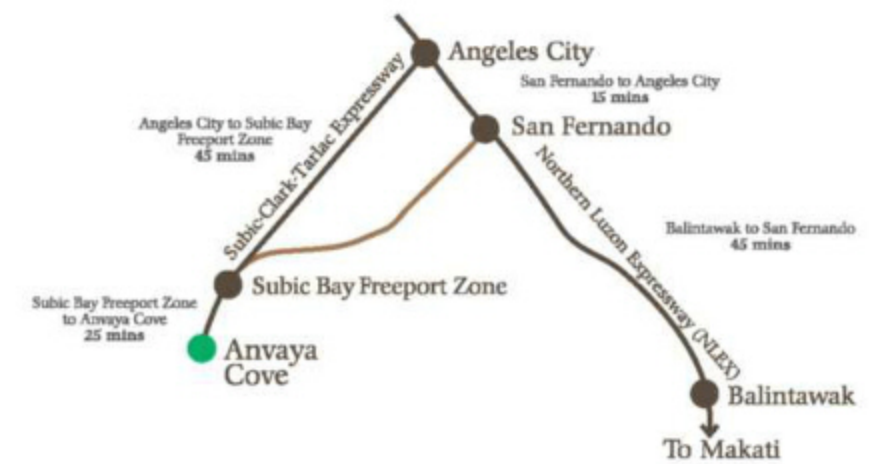 Angeles City
San Fernando to Angeles City
15 mins
San Fernando
Angeles City to Subic Bay
Freeport Zone
45 mins
Subic-Clark-Tarlac Expressway
Northern Luzon Expressway (NLEX)
Balintawak to San Fernando
45 mins
Subic Bay Freeport Zone
Subic Bay Freeport Zone
to Anvaya Cove
25 mins
Anvaya
Cove
Balintawak
To Makati